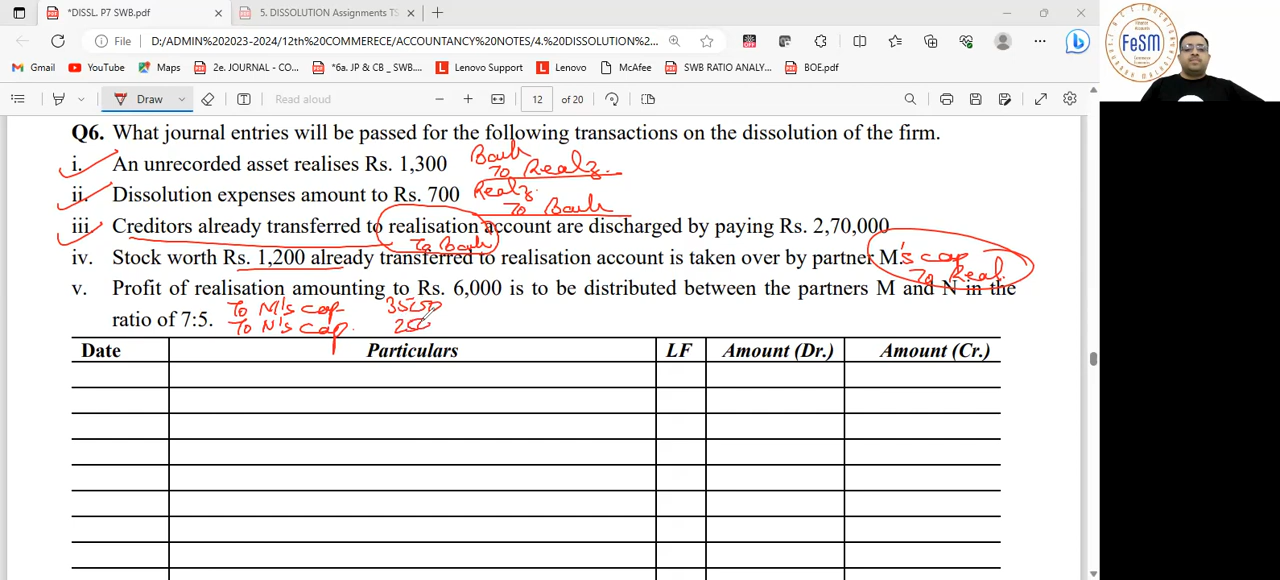 *DISSL. P7 SWB.pdf
5. DISSOLUTION Assignments TS
File
D:/ADMIN%202023-2024/12th%20COMMERECE/ACCOUNTANCE%20NOTES/4.%20DISSOLUTION%...
Gmail
YouTube
Maps
2e. JOURNAL - CO...
*6a. JP & SCB _ SWB....
Lenovo Support
Lenovo
McAfee
SWB RATIO ANALY...
BOE.pdf
Draw
Read aloud
12 of 20
FeSM
Q6. What journal entries will be passed for the following transactions on the dissolution of the firm.
Bank
i. An unrecorded asset realises Rs. 1,300
To Realz.
ii. Dissolution expenses amount to Rs. 700
Realz.
To Bank
iii. Creditors already transferred to realisation account are discharged by paying Rs. 2,70,000
To Bank
iv. Stock worth Rs. 1,200 already transferred to realisation account is taken over by partner M.
's cap
To Real.
v. Profit of realisation amounting to Rs. 6,000 is to be distributed between the partners M and N in the
To M's cap
ratio of 7:5.
To N's cap.
Date Particulars LF Amount (Dr.) Amount (Cr.)